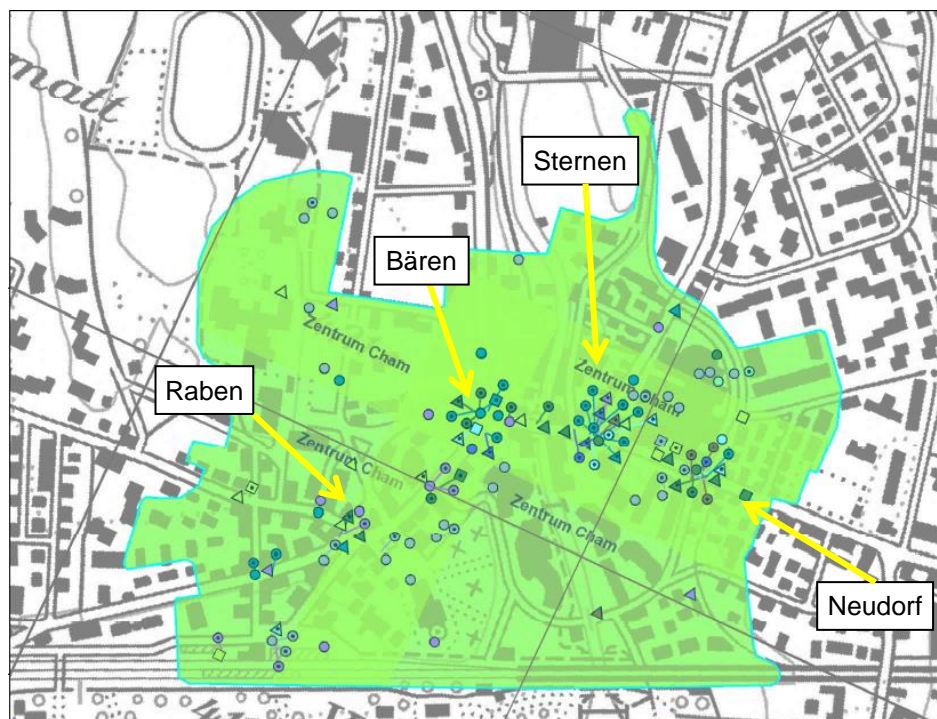 matt
Sternen
Bären
Zentrum Cham
Zentrum Cham
Raben
Zentrum Cham
Zentrum Cham
Neudorf